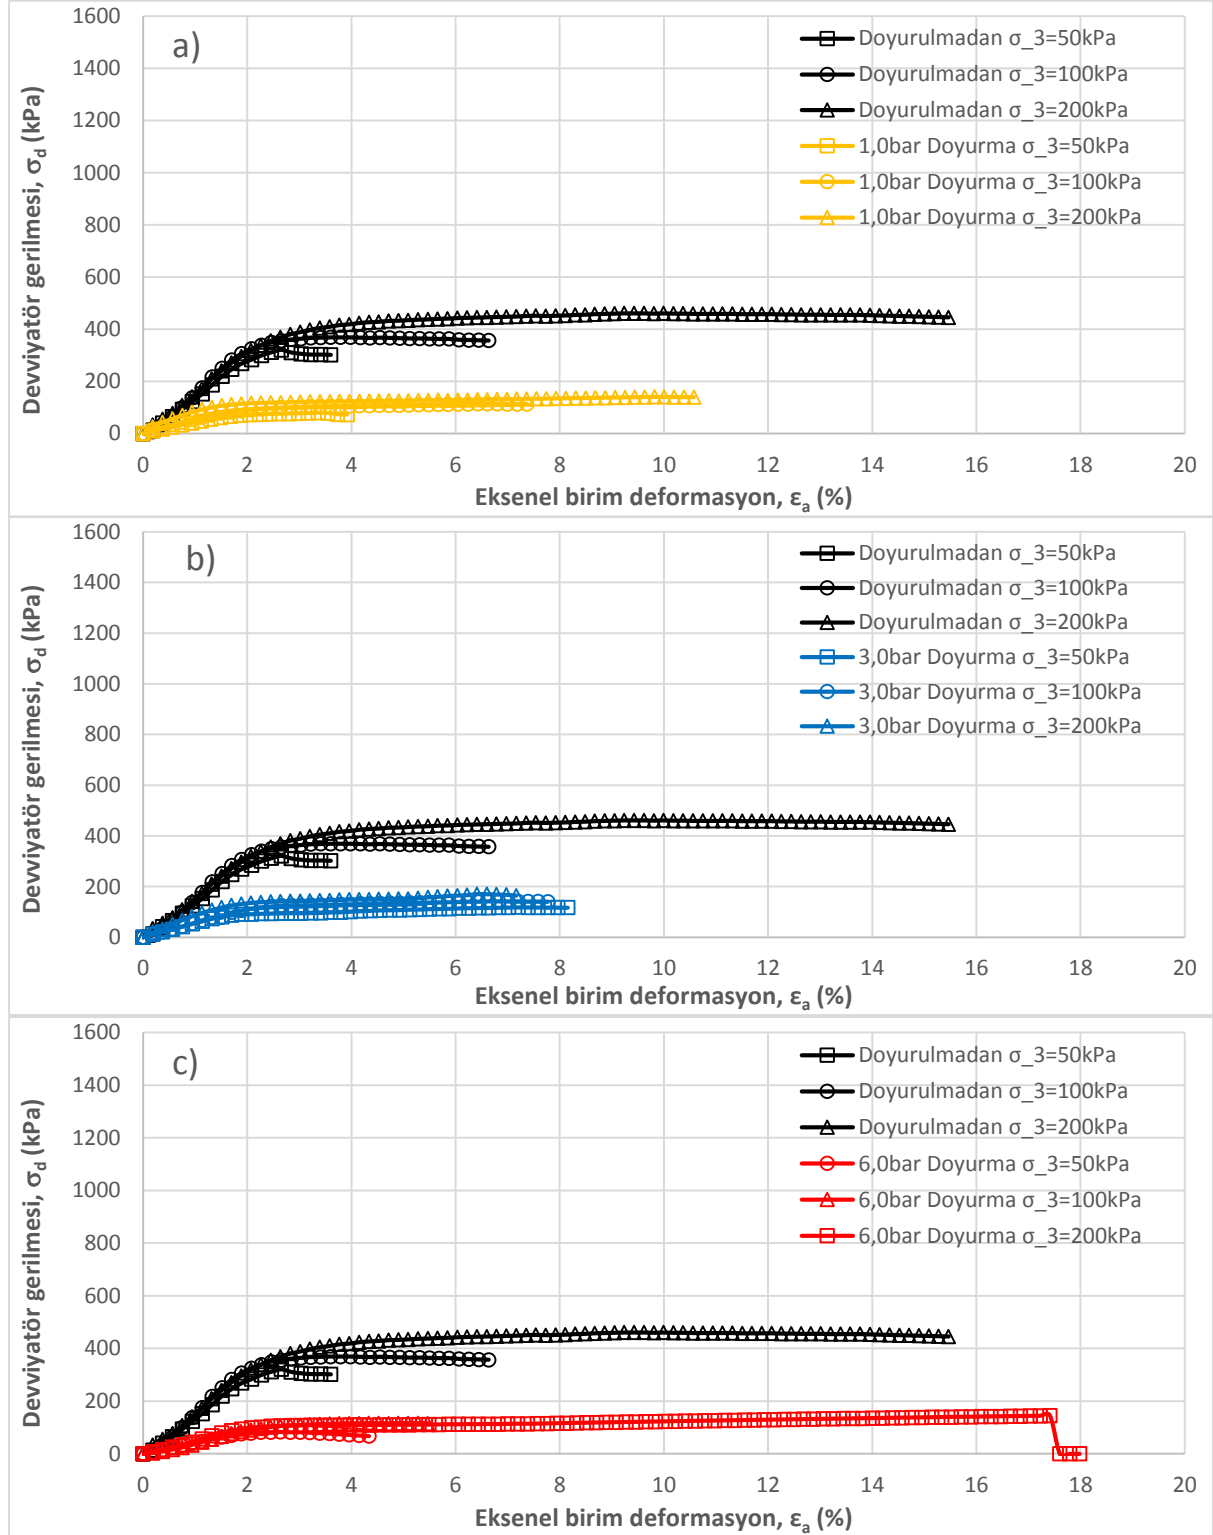 a)
1600
1400
1200
1000
800
600
400
200
0
Devviyatör gerilmesi, σd (kPa)
Doyurulmadan σ_3=50kPa
Doyurulmadan σ_3=100kPa
Doyurulmadan σ_3=200kPa
1,0bar Doyurma σ_3=50kPa
1,0bar Doyurma σ_3=100kPa
1,0bar Doyurma σ_3=200kPa
0 2 4 6 8 10 12 14 16 18 20
Eksenel birim deformasyon, εa (%)
b)
1600
1400
1200
1000
800
600
400
200
0
Devviyatör gerilmesi, σd (kPa)
Doyurulmadan σ_3=50kPa
Doyurulmadan σ_3=100kPa
Doyurulmadan σ_3=200kPa
3,0bar Doyurma σ_3=50kPa
3,0bar Doyurma σ_3=100kPa
3,0bar Doyurma σ_3=200kPa
0 2 4 6 8 10 12 14 16 18 20
Eksenel birim deformasyon, εa (%)
c)
1600
1400
1200
1000
800
600
400
200
0
Devviyatör gerilmesi, σd (kPa)
Doyurulmadan σ_3=50kPa
Doyurulmadan σ_3=100kPa
Doyurulmadan σ_3=200kPa
6,0bar Doyurma σ_3=50kPa
6,0bar Doyurma σ_3=100kPa
6,0bar Doyurma σ_3=200kPa
0 2 4 6 8 10 12 14 16 18 20
Eksenel birim deformasyon, εa (%)